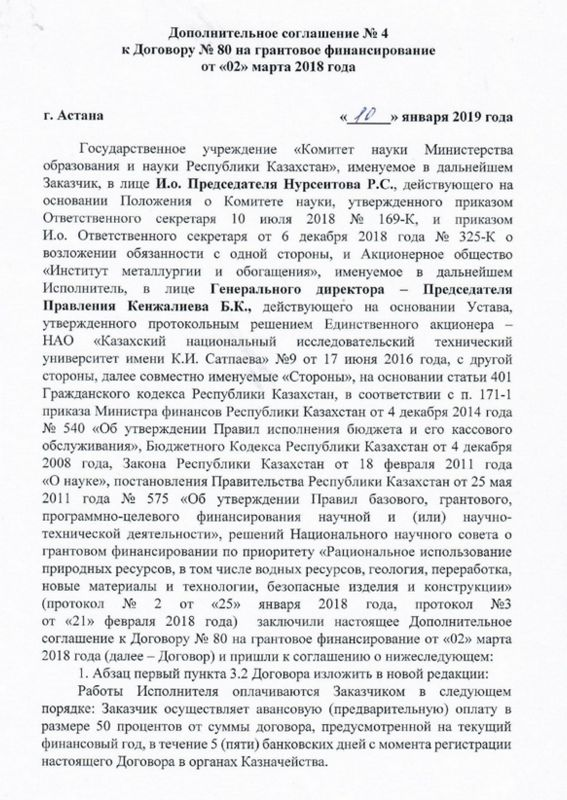 Дополнительное соглашение № 4
к Договору № 80 на грантовое финансирование
от «02» марта 2018 года
г. Астана «10» января 2019 года
Государственное учреждение «Комитет науки Министерства
образования и науки Республики Казахстан», именуемое в дальнейшем
Заказчик, в лице И.о. Председателя Нурсеитова Р.С., действующего на
основании Положения о Комитете науки, утвержденного приказом
Ответственного секретаря 10 июля 2018 № 169-К, и приказом
И.о. Ответственного секретаря от 6 декабря 2018 года № 325-К о
возложении обязанности с одной стороны, и Акционерное общество
«Институт металлургии и обогащения», именуемое в дальнейшем
Исполнитель, в лице Генерального директора – Председателя
Правления Кенжалиева Б.К., действующего на основании Устава,
утвержденного протокольным решением Единственного акционера –
НАО «Казахский национальный исследовательский технический
университет имени К.И. Сатпаева» №9 от 17 июня 2016 года, с другой
стороны, далее совместно именуемые «Стороны», на основании статьи 401
Гражданского кодекса Республики Казахстан, в соответствии с п. 171-1
приказа Министра финансов Республики Казахстан от 4 декабря 2014 года
№ 540 «Об утверждении Правил исполнения бюджета и его кассового
обслуживания», Бюджетного Кодекса Республики Казахстан от 4 декабря
2008 года, Закона Республики Казахстан от 18 февраля 2011 года
«О науке», постановления Правительства Республики Казахстан от 25 мая
2011 года № 575 «Об утверждении Правил базового, грантового,
программно-целевого финансирования научной и (или) научно-
технической деятельности», решений Национального научного совета о
грантовом финансировании по приоритету «Рациональное использование
природных ресурсов, в том числе водных ресурсов, геология, переработка,
новые материалы и технологии, безопасные изделия и конструкции»
(протокол № 2 от «25» января 2018 года, протокол №3
от «21» февраля 2018 года) заключили настоящее Дополнительное
соглашение к Договору № 80 на грантовое финансирование от «02» марта
2018 года (далее – Договор) и пришли к соглашению о нижеследующем:
1. Абзац первый пункта 3.2 Договора изложить в новой редакции:
Работы Исполнителя оплачиваются Заказчиком в следующем
порядке: Заказчик осуществляет авансовую (предварительную) оплату в
размере 50 процентов от суммы договора, предусмотренной на текущий
финансовый год, в течение 5 (пяти) банковских дней с момента регистрации
настоящего Договора в органах Казначейства.